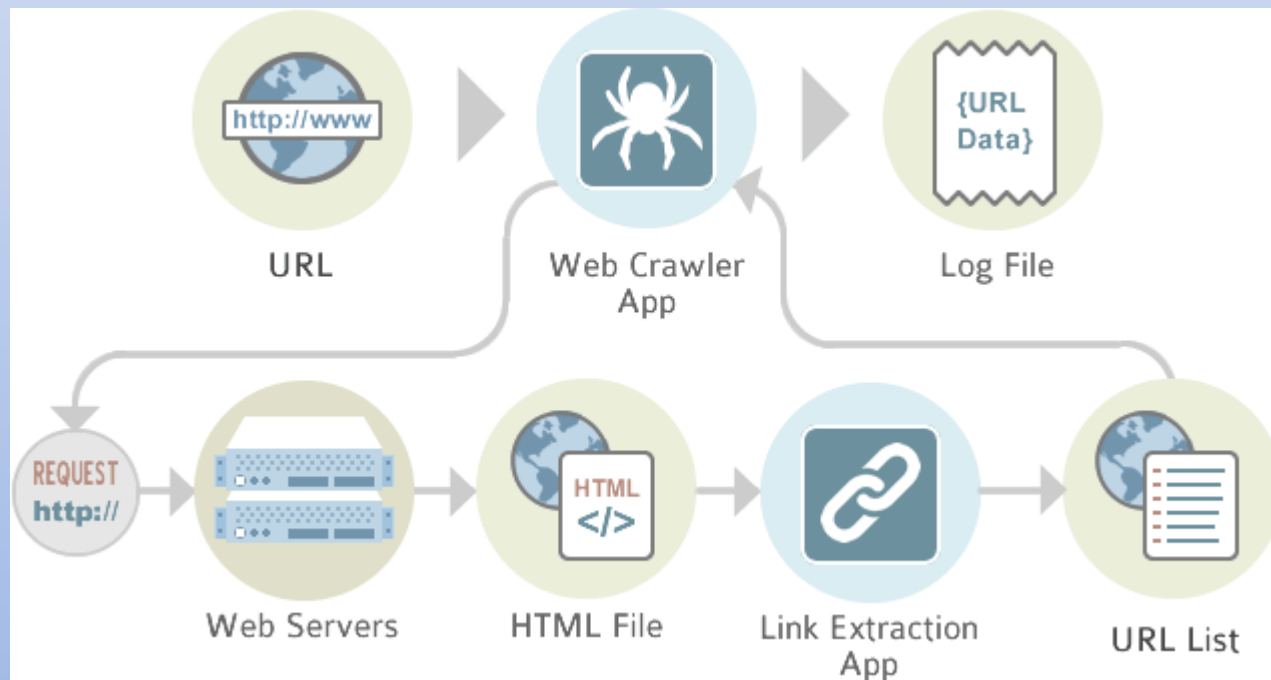 http://www
{URL
Data}
URL
Web Crawler
App
Log File
REQUEST
http://
HTML
</>
Web Servers
HTML File
Link Extraction
App
URL List